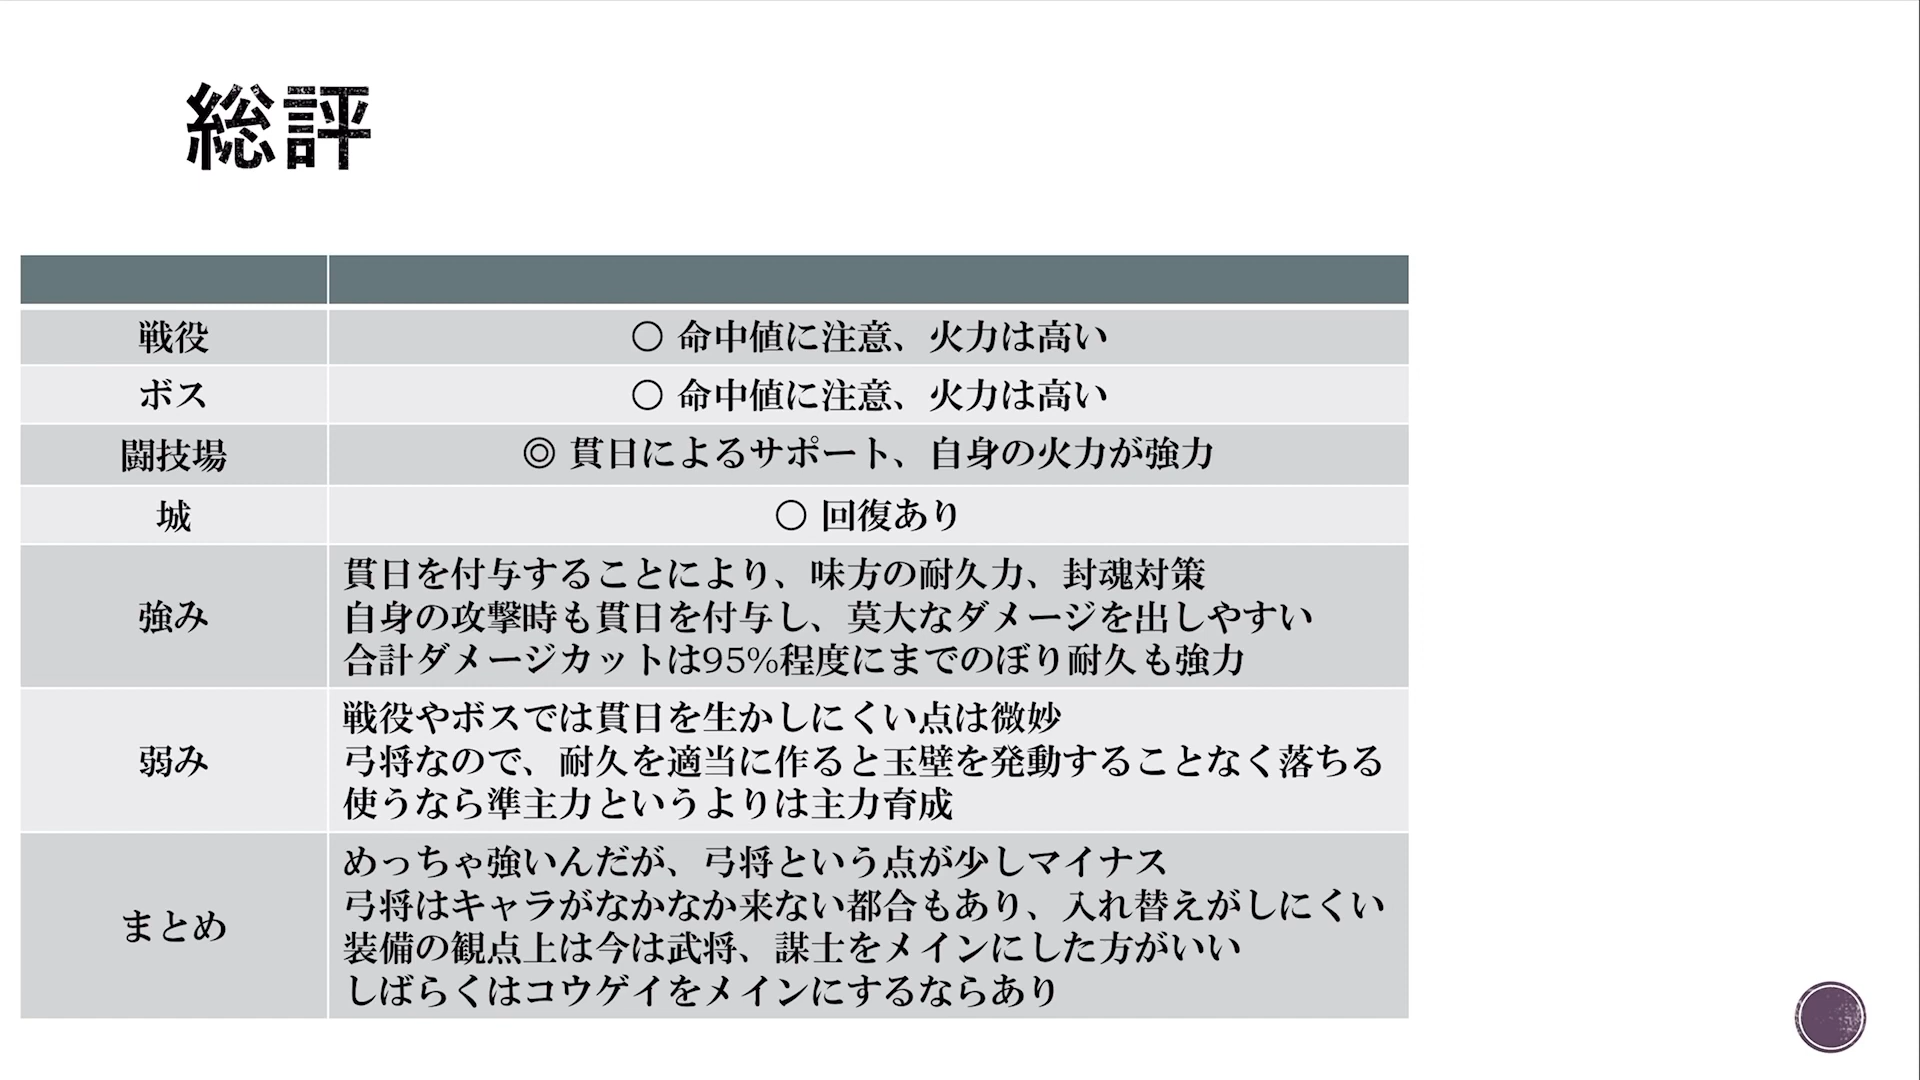 総評
戦役
○ 命中値に注意、火力は高い
ボス
○ 命中値に注意、火力は高い
闘技場
◎ 貫日によるサポート、自身の火力が強力
城
○ 回復あり
強み
貫日を付与することにより、味方の耐久力、封魂対策
自身の攻撃時も貫日を付与し、莫大なダメージを出しやすい
合計ダメージカットは95%程度にまでのぼり耐久も強力
弱み
戦役やボスでは貫日を生かしにくい点は微妙
弓将なので、耐久を適当に作ると玉壁を発動することなく落ちる
使うなら準主力というよりは主力育成
まとめ
めっちゃ強いんだが、弓将という点が少しマイナス
弓将はキャラがなかなか来ない都合もあり、入れ替えがしにくい
装備の観点上は今は武将、謀士をメインにした方がいい
しばらくはコウゲイをメインにするならあり